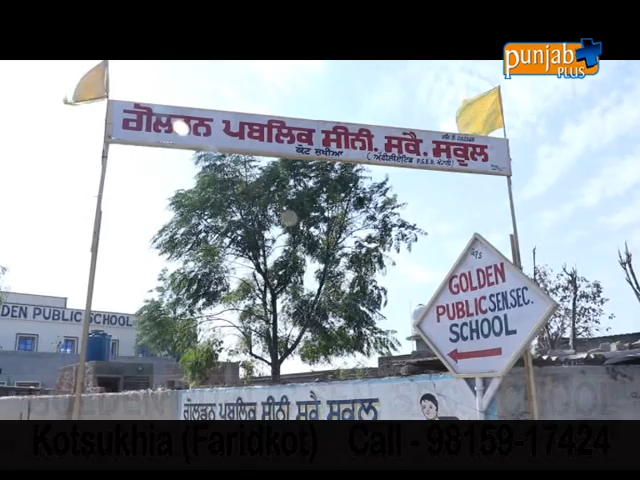 punjab
PLUS
ਗੋਲਡਨ ਪਬਲਿਕ ਸੀਨੀ. ਸਕੈ. ਸਕੂਲ
ਕੋਟ ਸੁਖੀਆ
P.S.E.B.
G.P.S
GOLDEN
PUBLIC SEN.SEC.
SCHOOL
DEN PUBLIC SCHOOL
ਗੋਲਡਨ ਪਬਲਿਕ ਸੀਨੀ ਸਕੈ ਸਕੂਲ
Kotsukhia (Faridkot) Call - 98159-17424